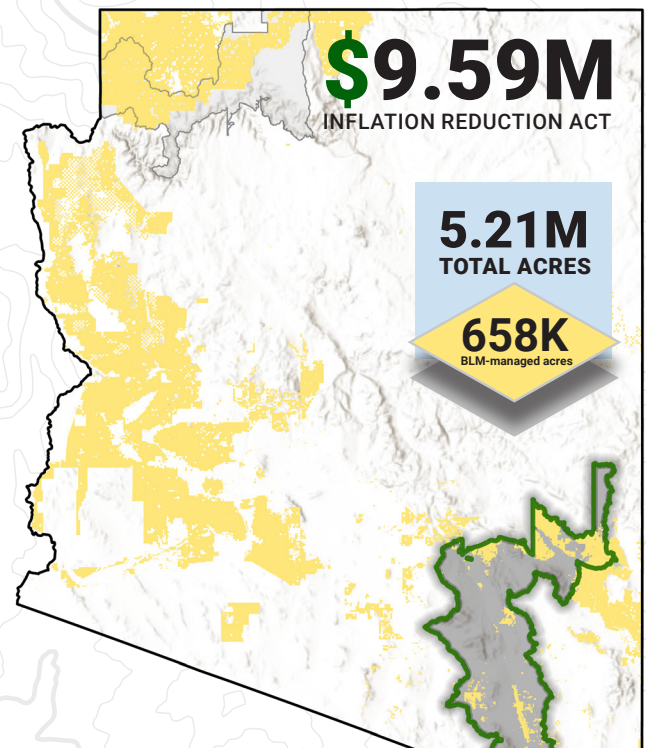 $9.59M
INFLATION REDUCTION ACT
5.21M
TOTAL ACRES
658K
BLM-managed acres